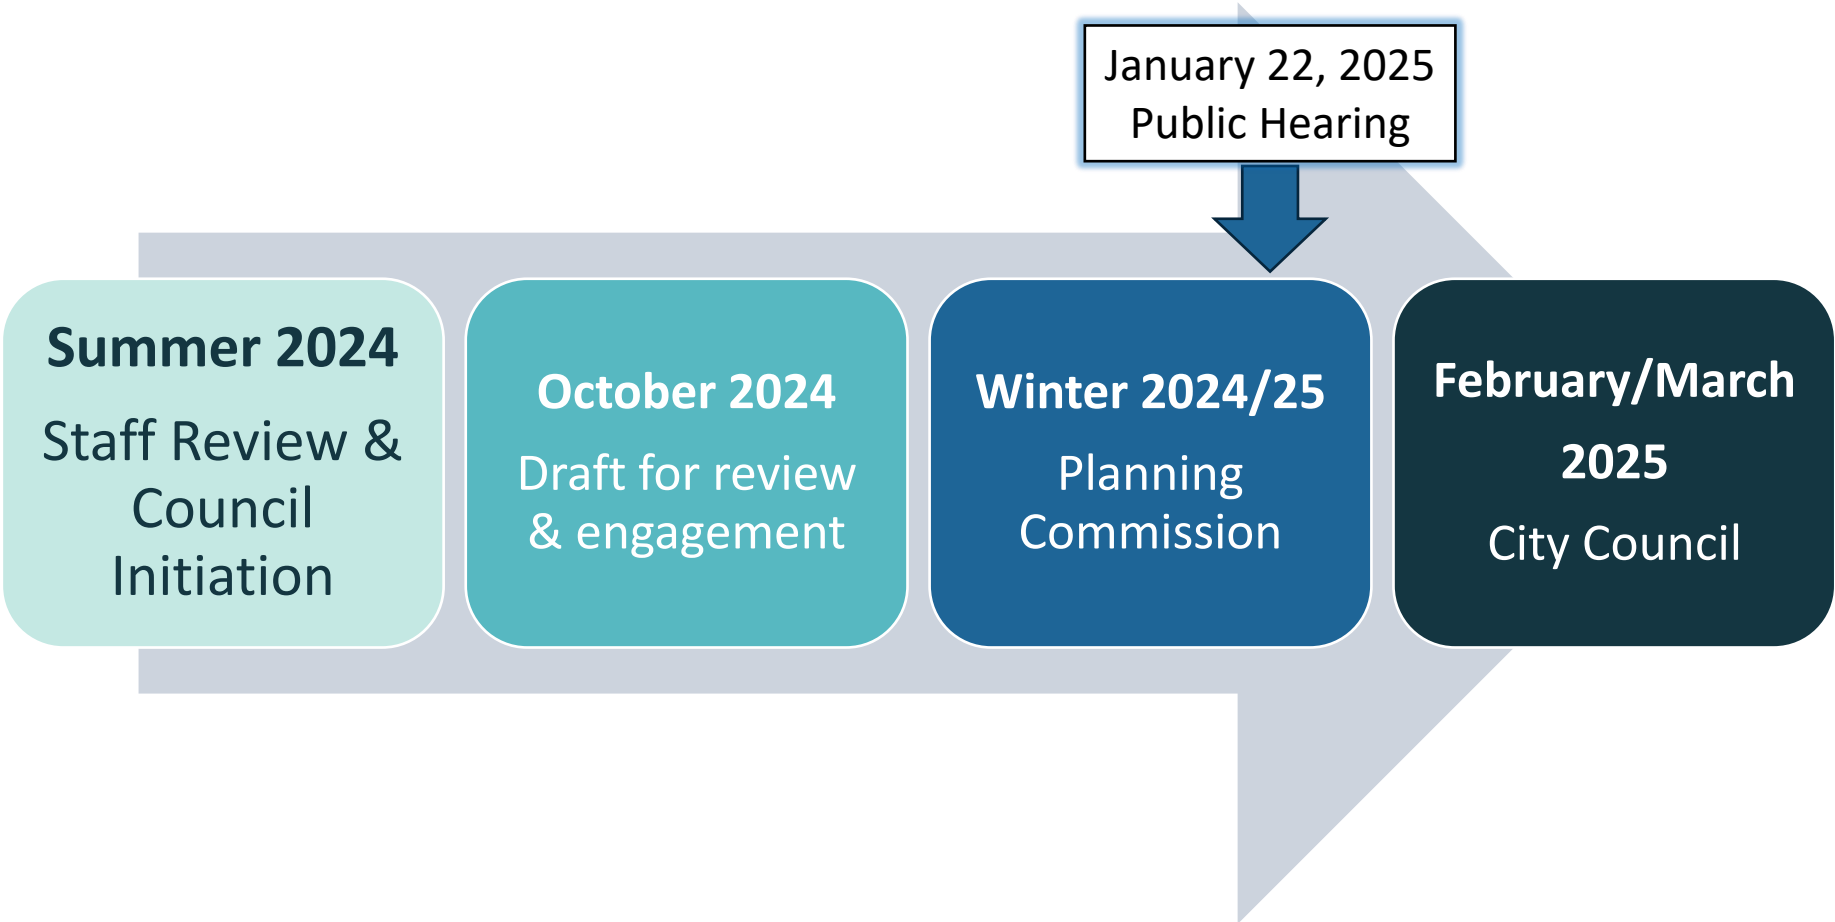 January 22, 2025
Public Hearing
Summer 2024
Staff Review &
Council
Initiation
October 2024
Draft for review
& engagement
Winter 2024/25
Planning
Commission
February/March
2025
City Council